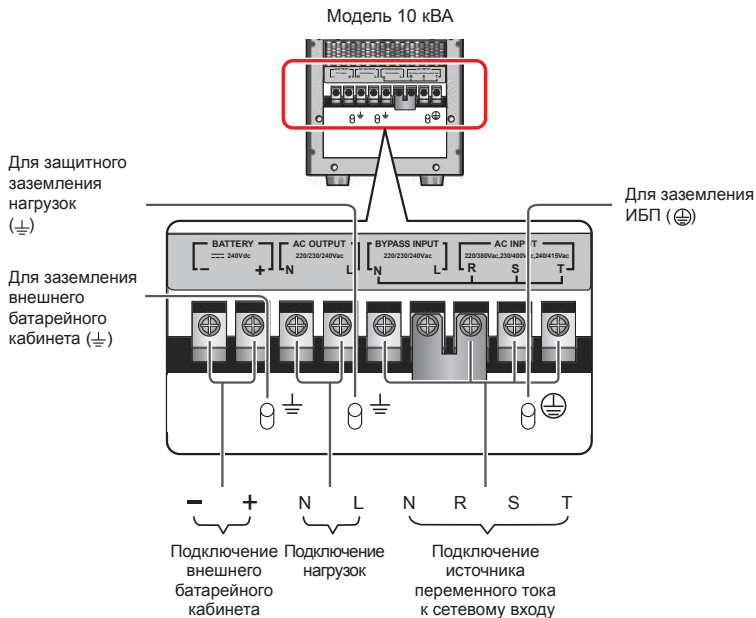 Модель 10 кВА
Для защитного
заземления
нагрузок
(⏚)
Для заземления
внешнего
батарейного
кабинета (⏚)
Для заземления
ИБП (⏚)
BATTERY
240Vdc
− +
AC OUTPUT
220/230/240Vac
N L
BYPASS INPUT
220/230/240Vac
N L
AC INPUT
220/380Vac,230/400Vac,240/415Vac
R S T
− + N L N R S T
Подключение
внешнего
батарейного
кабинета
Подключение
нагрузок
Подключение
источника
переменного тока
к сетевому входу